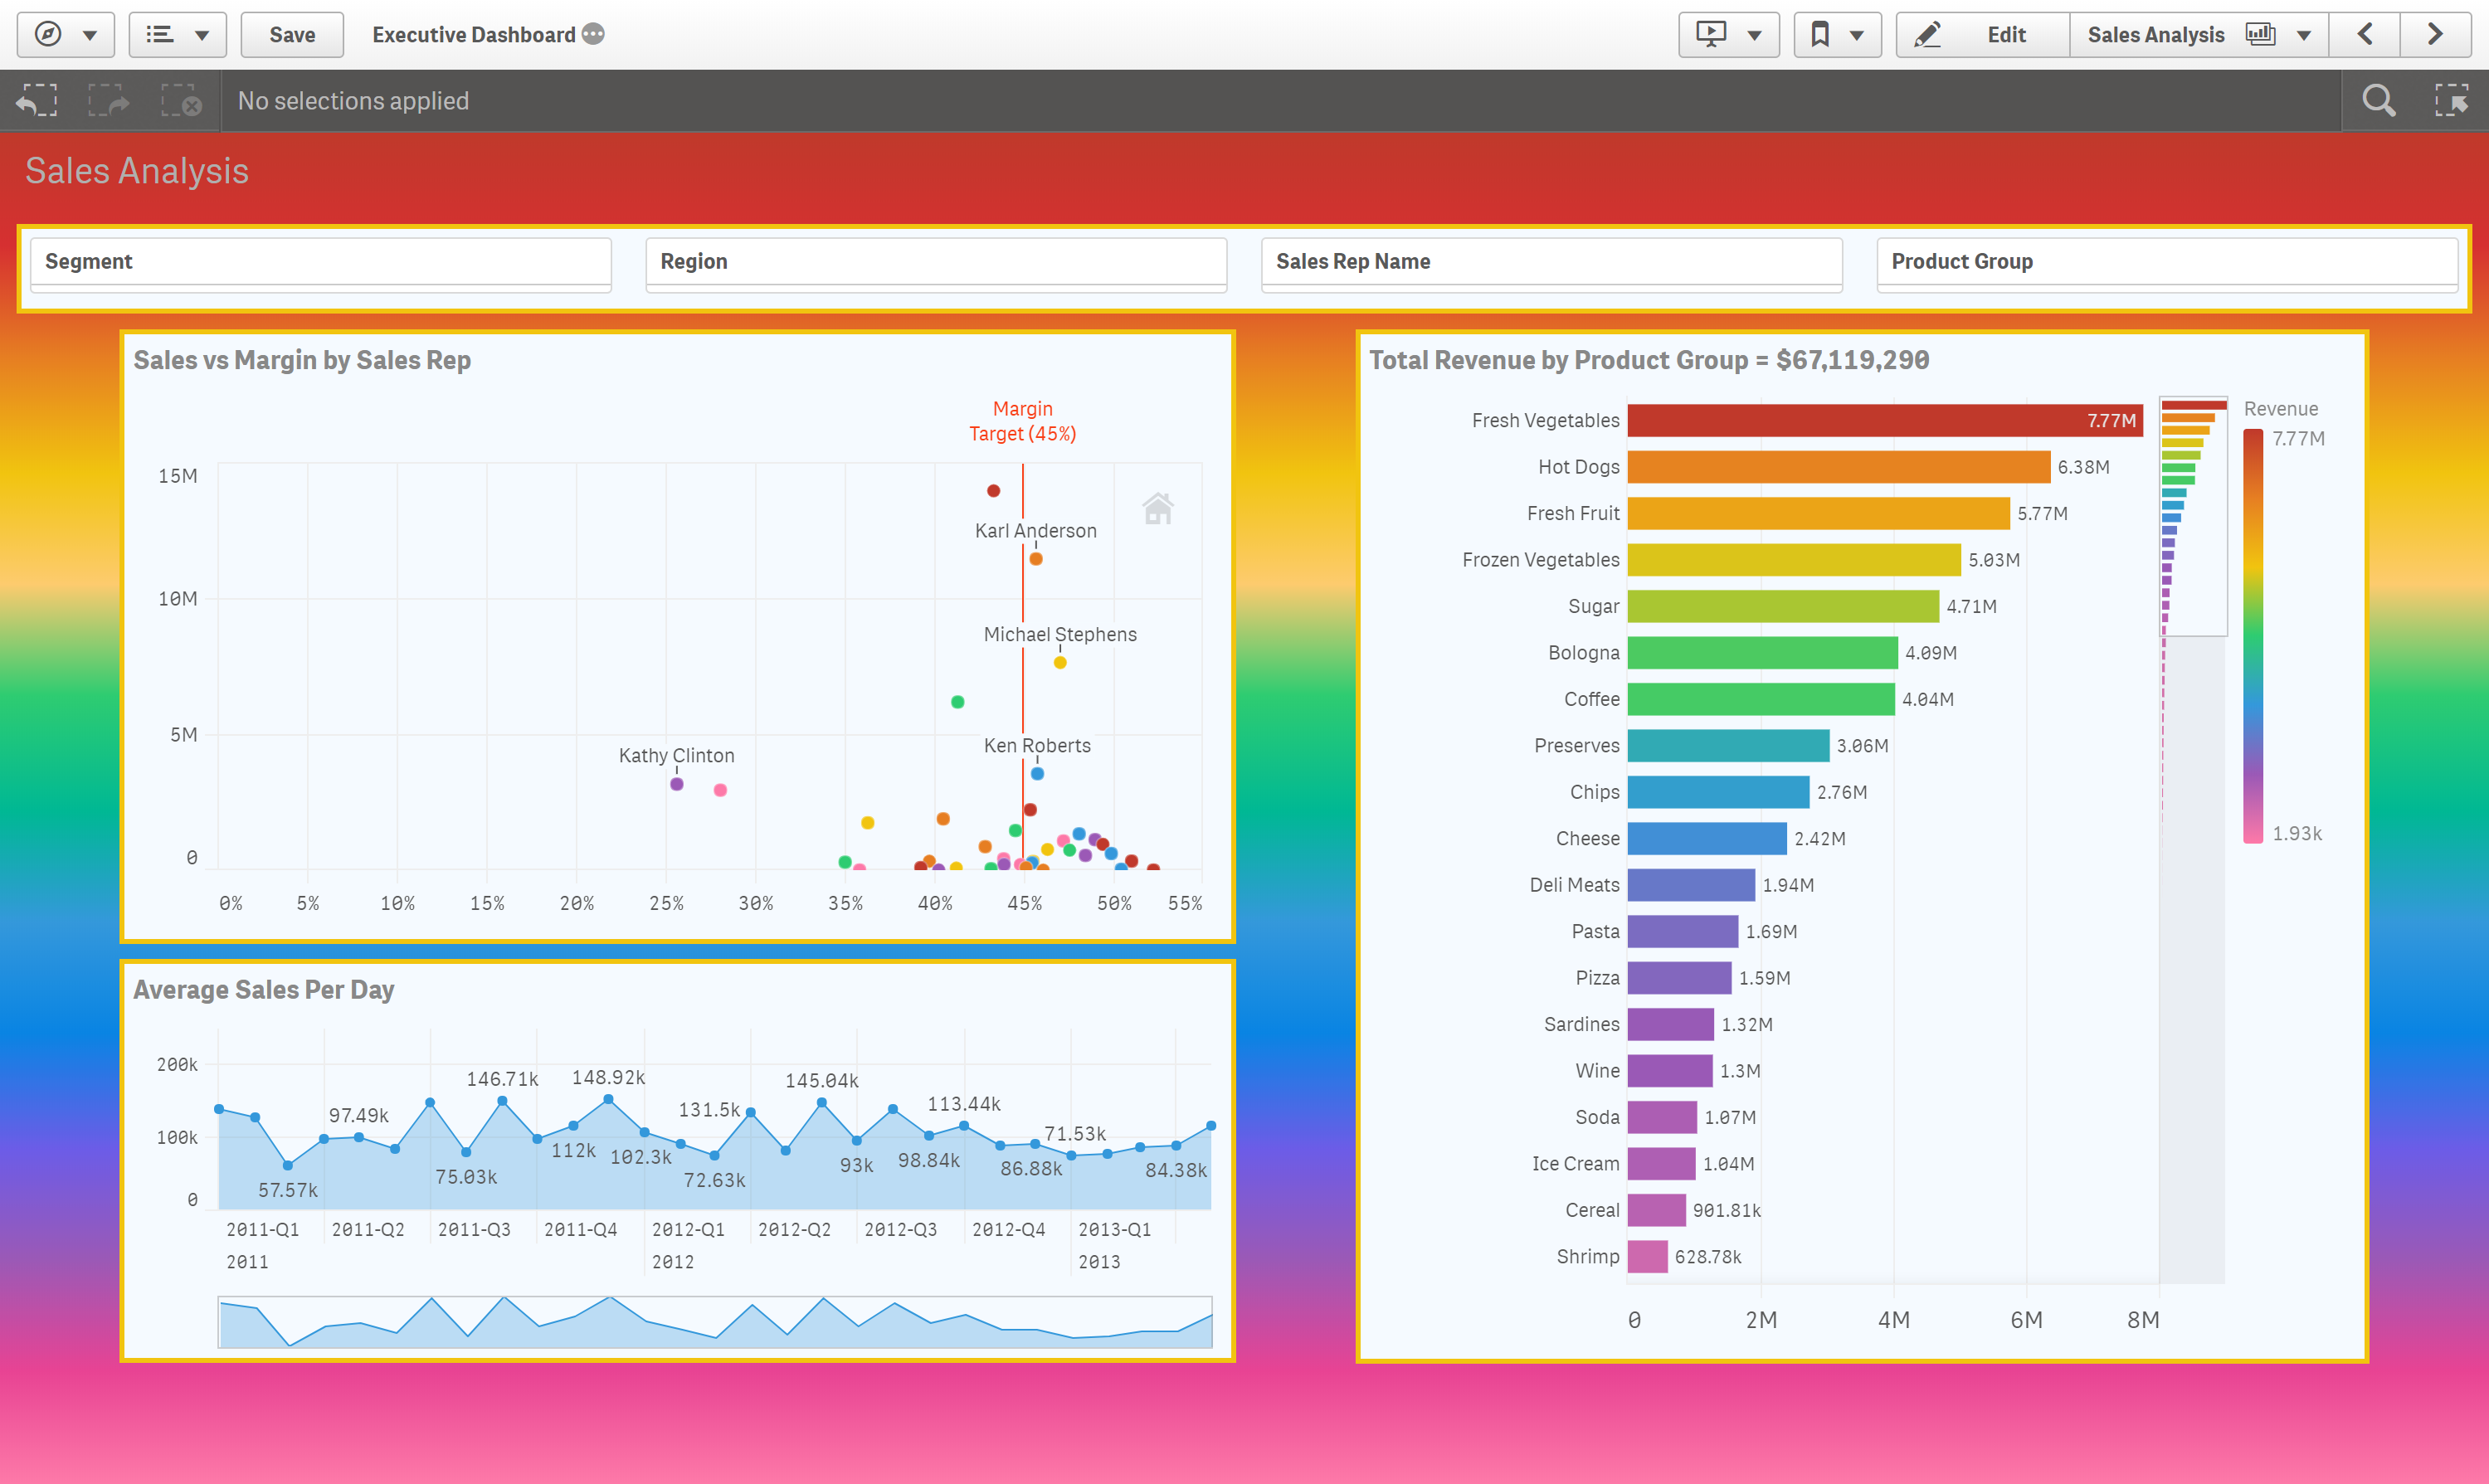 Save
Executive Dashboard
Edit
Sales Analysis
No selections applied
Sales Analysis
Segment
Region
Sales Rep Name
Product Group
Sales vs Margin by Sales Rep
Margin
Target (45%)
15M
10M
5M
0
Karl Anderson
Michael Stephens
Ken Roberts
Kathy Clinton
0% 5% 10% 15% 20% 25% 30% 35% 40% 45% 50% 55%
Average Sales Per Day
200k
100k
0
146.71k
148.92k
145.04k
97.49k
131.5k
113.44k
71.53k
57.57k
75.03k
112k
102.3k
72.63k
93k
98.84k
86.88k
84.38k
2011-Q1 2011-Q2 2011-Q3 2011-Q4 2012-Q1 2012-Q2 2012-Q3 2012-Q4 2013-Q1
2011 2012 2013
Total Revenue by Product Group = $67,119,290
Fresh Vegetables 7.77M
Hot Dogs 6.38M
Fresh Fruit 5.77M
Frozen Vegetables 5.03M
Sugar 4.71M
Bologna 4.09M
Coffee 4.04M
Preserves 3.06M
Chips 2.76M
Cheese 2.42M
Deli Meats 1.94M
Pasta 1.69M
Pizza 1.59M
Sardines 1.32M
Wine 1.3M
Soda 1.07M
Ice Cream 1.04M
Cereal 901.81k
Shrimp 628.78k
0 2M 4M 6M 8M
Revenue
7.77M
1.93k